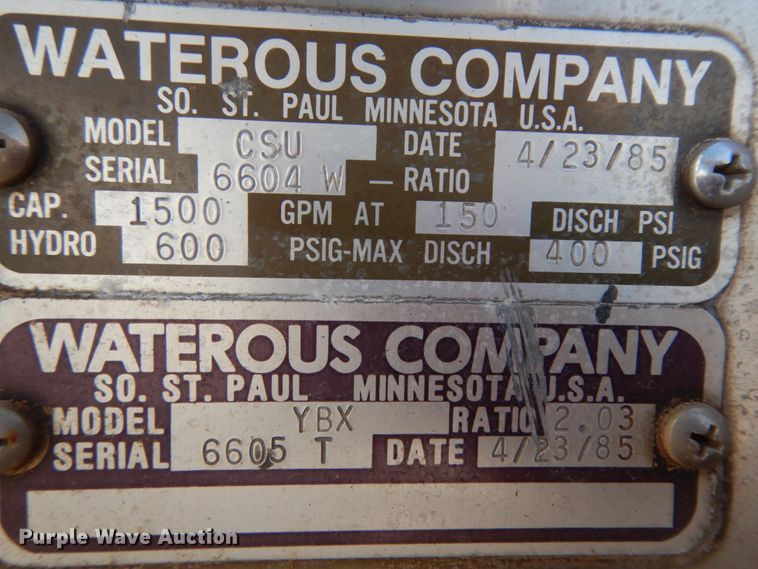 WATEROUS COMPANY
SO. ST. PAUL MINNESOTA U.S.A.
MODEL CSU DATE 4/23/85
SERIAL 6604 W — RATIO
CAP. 1500 GPM AT 150 DISCH PSI
HYDRO 600 PSIG-MAX DISCH 400 PSIG
WATEROUS COMPANY
SO. ST. PAUL MINNESOTA U.S.A.
MODEL YBX RATIO 2.03
SERIAL 6605 T DATE 4/23/85
Purple Wave Auction